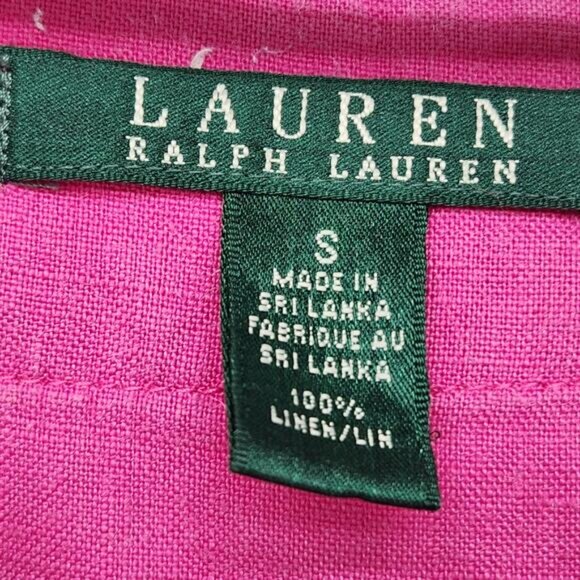 LAUREN
RALPH LAUREN
S
MADE IN
SRI LANKA
FABRIQUE AU
SRI LANKA
100%
LINEN/LIN